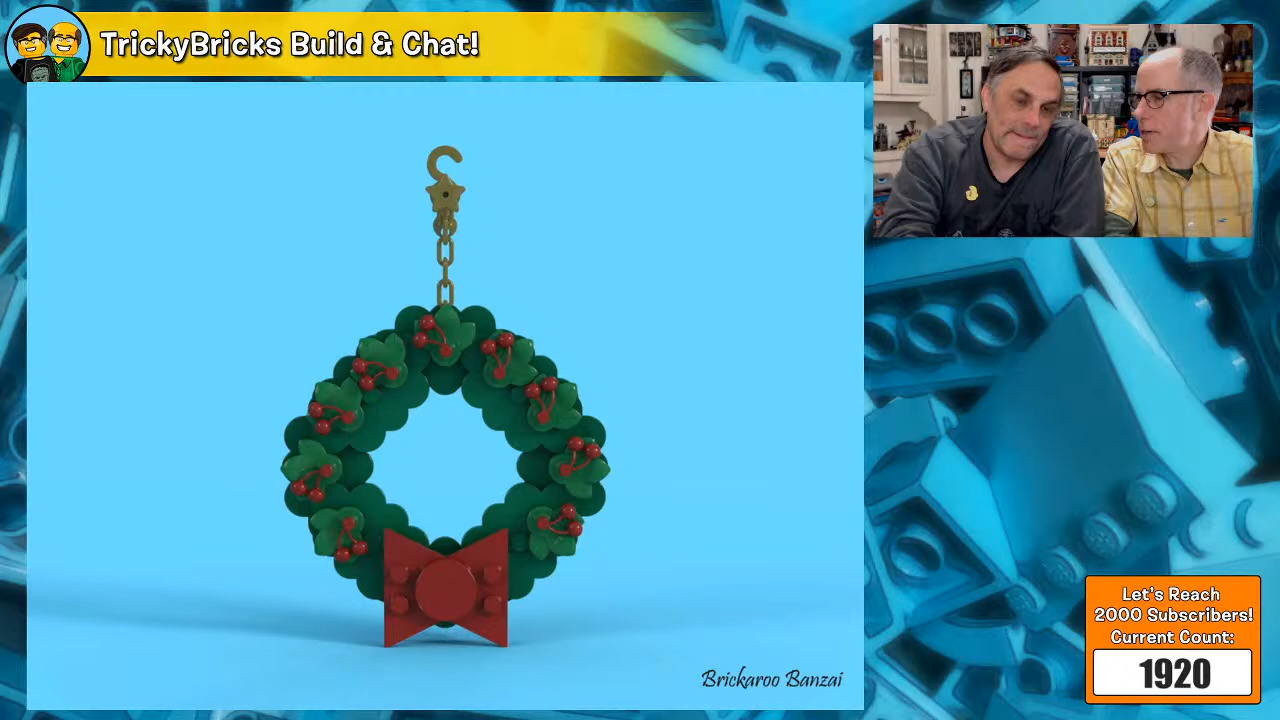 TrickyBricks Build & Chat!
Brickaroo Banzai
Let's Reach
2000 Subscribers!
Current Count:
1920